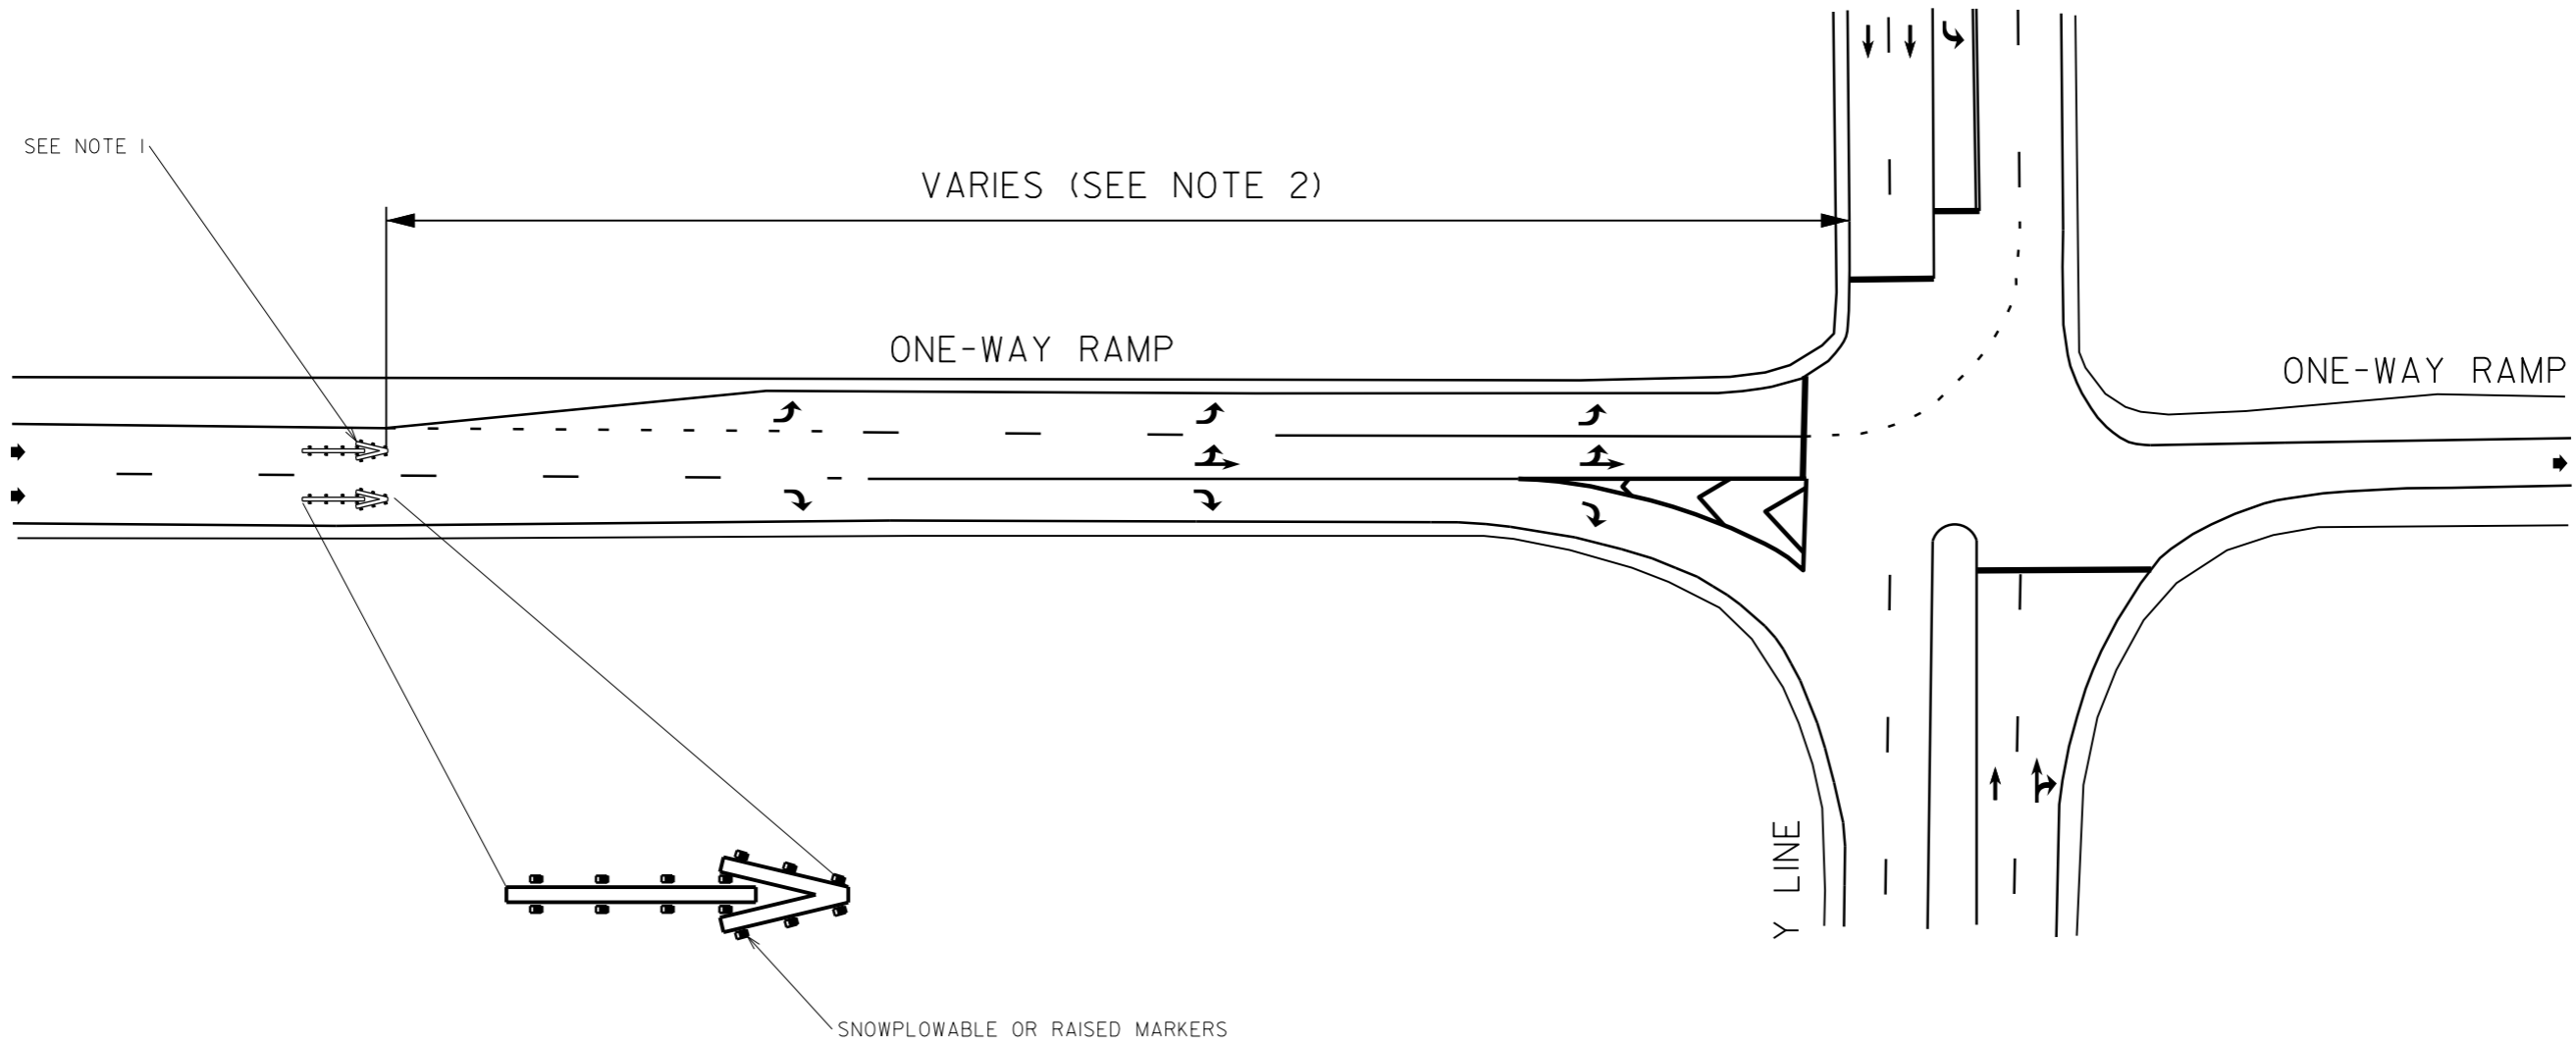 SEE NOTE 1
VARIES (SEE NOTE 2)
ONE-WAY RAMP
ONE-WAY RAMP
Y LINE
SNOWPLOWABLE OR RAISED MARKERS